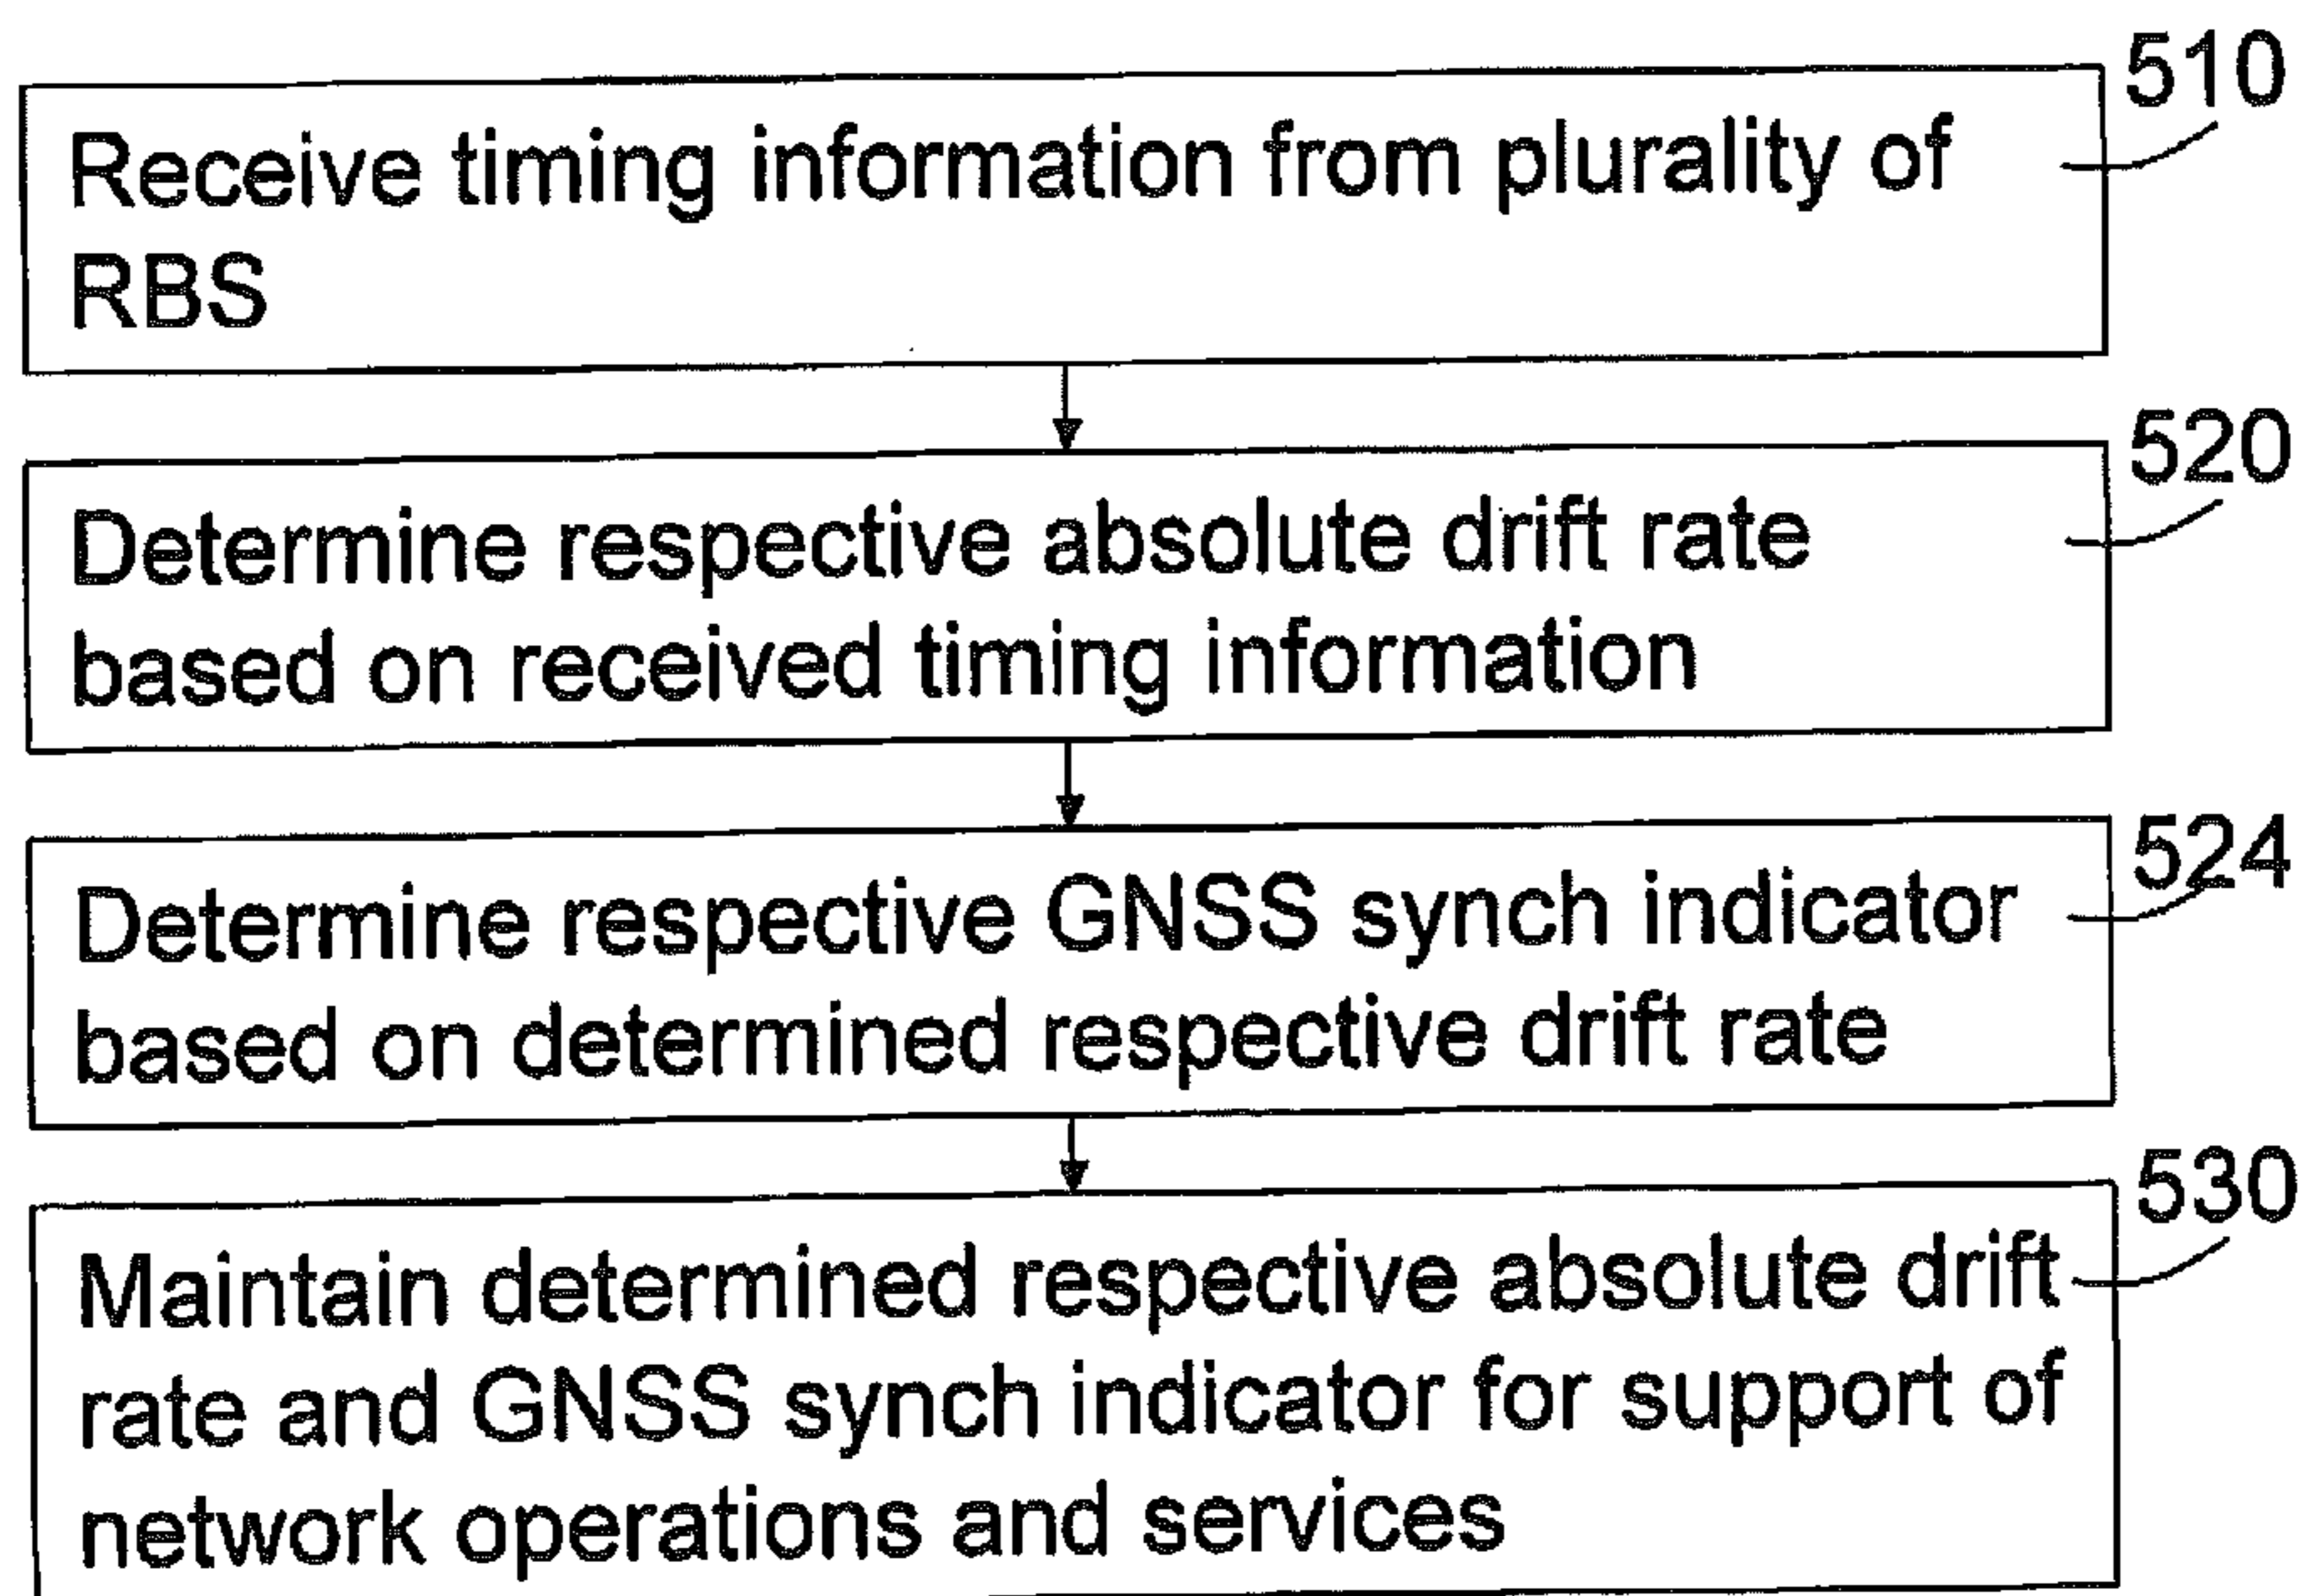 510
Receive timing information from plurality of
RBS
520
Determine respective absolute drift rate
based on received timing information
524
Determine respective GNSS synch indicator
based on determined respective drift rate
530
Maintain determined respective absolute drift
rate and GNSS synch indicator for support of
network operations and services